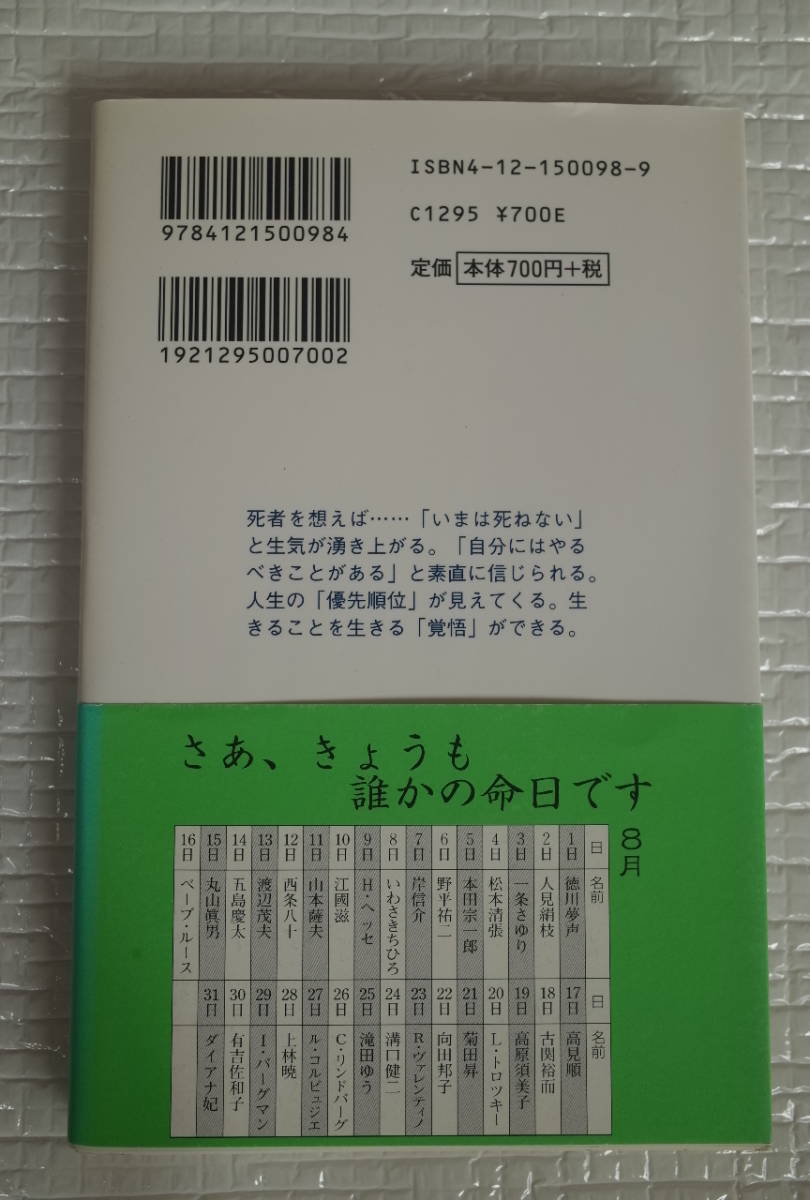 ISBN4-12-150098-9
9784121500984
C1295 ¥700E
定価 本体700円+税
1921295007002
死者を想えば……「いまは死ねない」
と生気が湧き上がる。「自分にはやる
べきことがある」と素直に信じられる。
人生の「優先順位」が見えてくる。生
きることを生きる「覚悟」ができる。
さあ、きょうも
誰かの命日です
8月
日 名前
1日 徳川夢声
2日 人見絹枝
3日 一条さゆり
4日 松本清張
5日 本田宗一郎
6日 野平祐二
7日 岸信介
8日 いわさきちひろ
9日 H・ヘッセ
10日 江國滋
11日 山本薩夫
12日 西条八十
13日 渡辺茂夫
14日 五島慶太
15日 丸山眞男
16日 ベーブ・ルース
日 名前
17日 高見順
18日 古関裕而
19日 高原須美子
20日 L・トロツキー
21日 菊田昇
22日 向田邦子
23日 R・ヴァレンティノ
24日 溝口健二
25日 滝田ゆう
26日 C・リンドバーグ
27日 ル・コルビュジエ
28日 上林暁
29日 I・バーグマン
30日 有吉佐和子
31日 ダイアナ妃